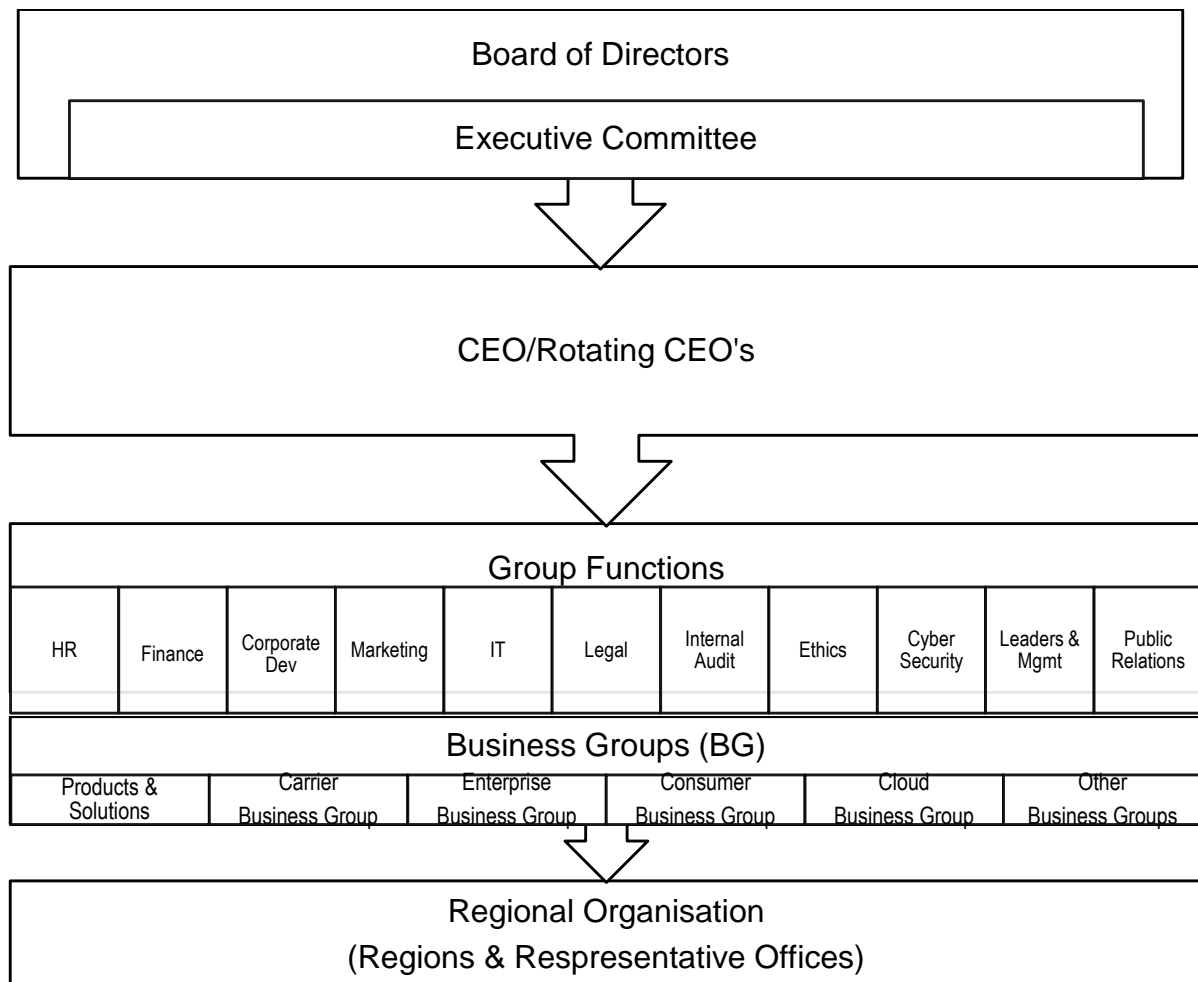 Board of Directors
Executive Committee
CEO/Rotating CEO's
Group Functions
HR
Finance
Corporate
Dev
Marketing
IT
Legal
Internal
Audit
Ethics
Cyber
Security
Leaders &
Mgmt
Public
Relations
Business Groups (BG)
Products &
Solutions
Carrier
Business Group
Enterprise
Business Group
Consumer
Business Group
Cloud
Business Group
Other
Business Groups
Regional Organisation
(Regions & Respresentative Offices)